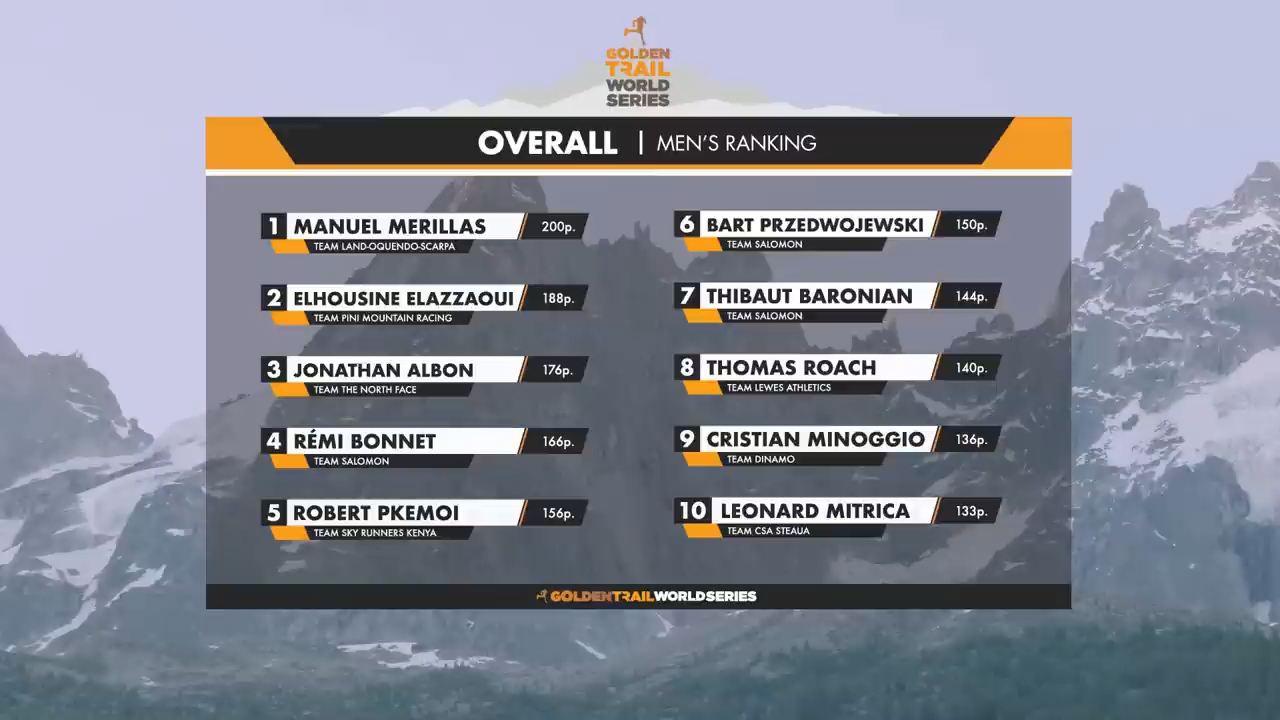 GOLDEN
TRAIL
WORLD
SERIES
OVERALL | MEN'S RANKING
1 MANUEL MERILLAS 200p.
TEAM LAND-OQUENDO-SCARPA
2 ELHOUSINE ELAZZAOUI 188p.
TEAM PINI MOUNTAIN RACING
3 JONATHAN ALBON 176p.
TEAM THE NORTH FACE
4 RÉMI BONNET 166p.
TEAM SALOMON
5 ROBERT PKEMOI 156p.
TEAM SKY RUNNERS KENYA
6 BART PRZEDWOJEWSKI 150p.
TEAM SALOMON
7 THIBAUT BARONIAN 144p.
TEAM SALOMON
8 THOMAS ROACH 140p.
TEAM LEWES ATHLETICS
9 CRISTIAN MINOGGIO 136p.
TEAM DINAMO
10 LEONARD MITRICA 133p.
TEAM CSA STEAUA
GOLDENTRAILWORLDSERIES